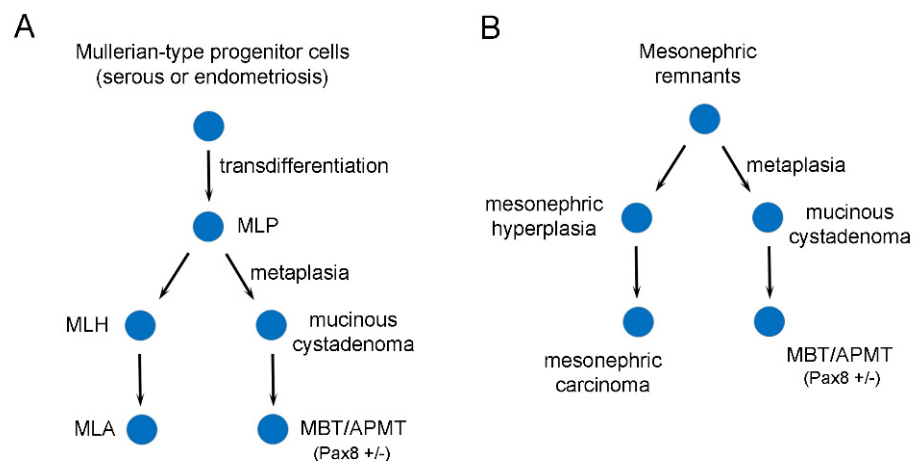 A
Mullerian-type progenitor cells
(serous or endometriosis)
transdifferentiation
MLP
metaplasia
MLH
mucinous
cystadenoma
MLA
MBT/APMT
(Pax8 +/-)
B
Mesonephric
remnants
metaplasia
mesonephric
hyperplasia
mucinous
cystadenoma
mesonephric
carcinoma
MBT/APMT
(Pax8 +/-)